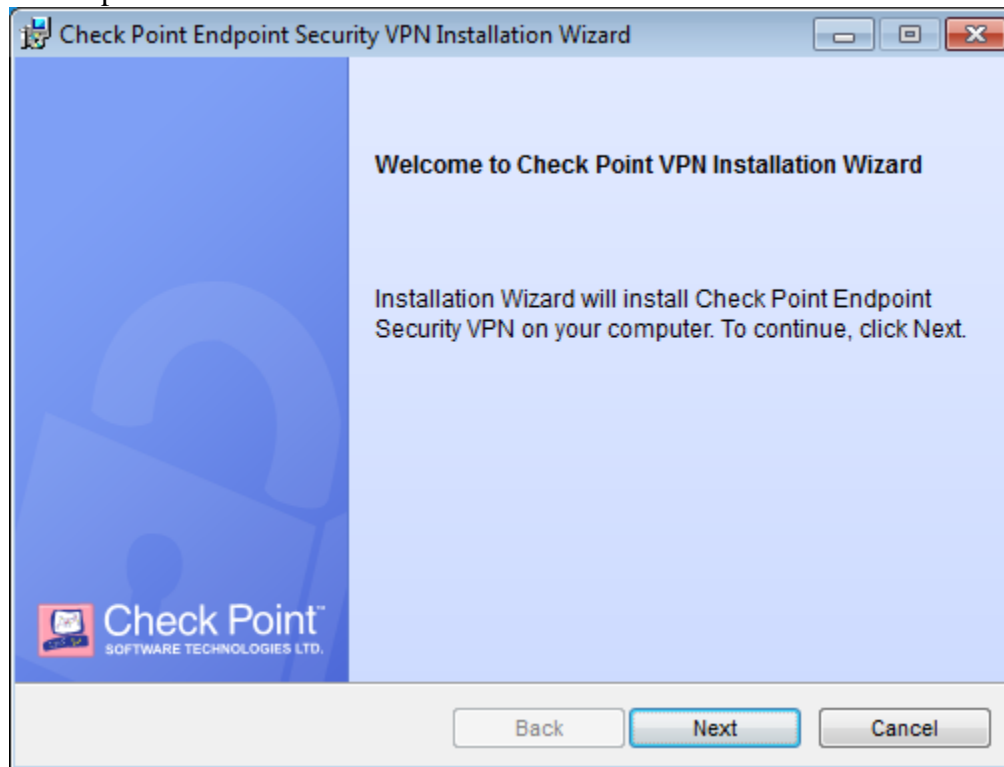 Check Point Endpoint Security VPN Installation Wizard
Welcome to Check Point VPN Installation Wizard
Installation Wizard will install Check Point Endpoint
Security VPN on your computer. To continue, click Next.
Check Point™
SOFTWARE TECHNOLOGIES LTD.
Back Next Cancel